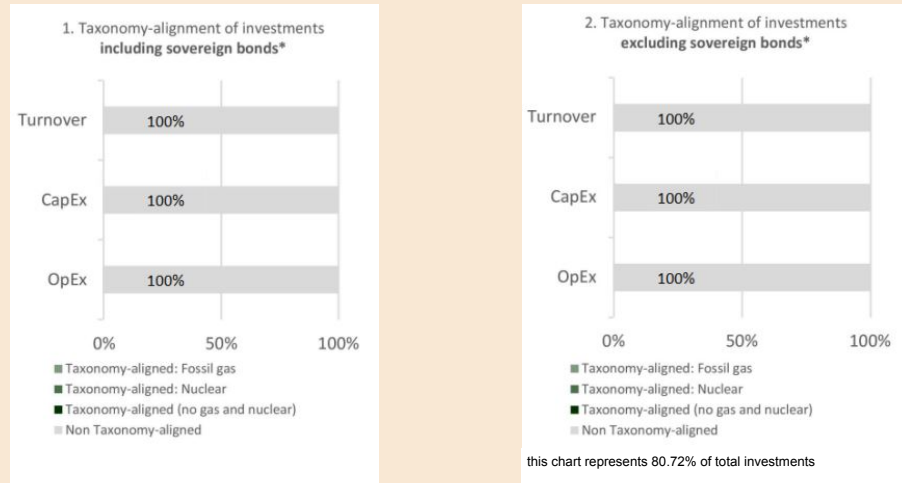 1. Taxonomy-alignment of investments
including sovereign bonds*
Turnover
100%
CapEx
100%
OpEx
100%
0% 50% 100%
Taxonomy-aligned: Fossil gas
Taxonomy-aligned: Nuclear
Taxonomy-aligned (no gas and nuclear)
Non Taxonomy-aligned
2. Taxonomy-alignment of investments
excluding sovereign bonds*
Turnover
100%
CapEx
100%
OpEx
100%
0% 50% 100%
Taxonomy-aligned: Fossil gas
Taxonomy-aligned: Nuclear
Taxonomy-aligned (no gas and nuclear)
Non Taxonomy-aligned
this chart represents 80.72% of total investments